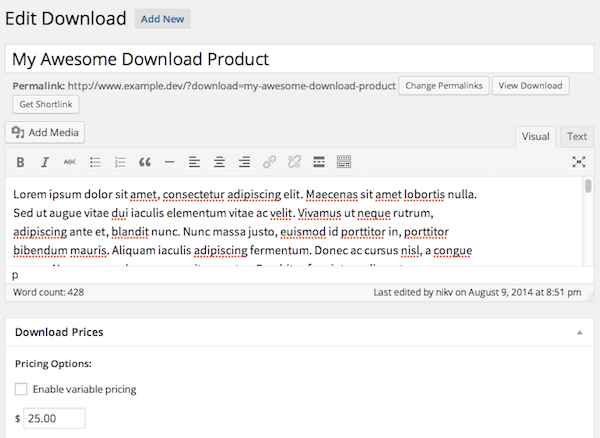 Edit Download Add New
My Awesome Download Product
Permalink: http://www.example.dev/?download=my-awesome-download-product Change Permalinks View Download
Get Shortlink
Add Media
Visual Text
B I ABC
Lorem ipsum dolor sit amet, consectetur adipiscing elit. Maecenas sit amet lobortis nulla.
Sed ut augue vitae dui iaculis elementum vitae ac velit. Vivamus ut neque rutrum,
adipiscing ante et, blandit nunc. Nunc massa justo, euismod id porttitor in, porttitor
bibendum mauris. Aliquam iaculis adipiscing fermentum. Donec ac cursus nisl, a congue
p
Word count: 428 Last edited by nikv on August 9, 2014 at 8:51 pm
Download Prices
Pricing Options:
Enable variable pricing
$ 25.00